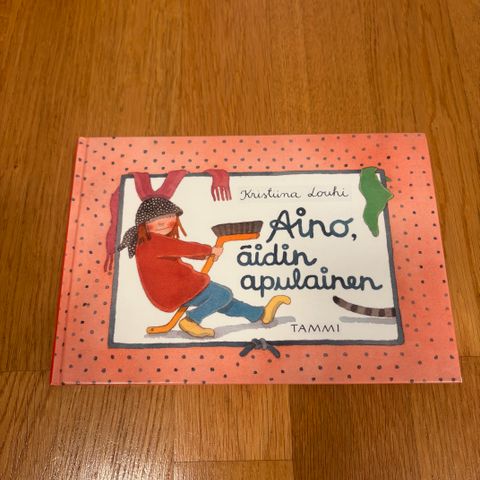 Kristiina Louhi
Aino,
äidin
apulainen
TAMMI